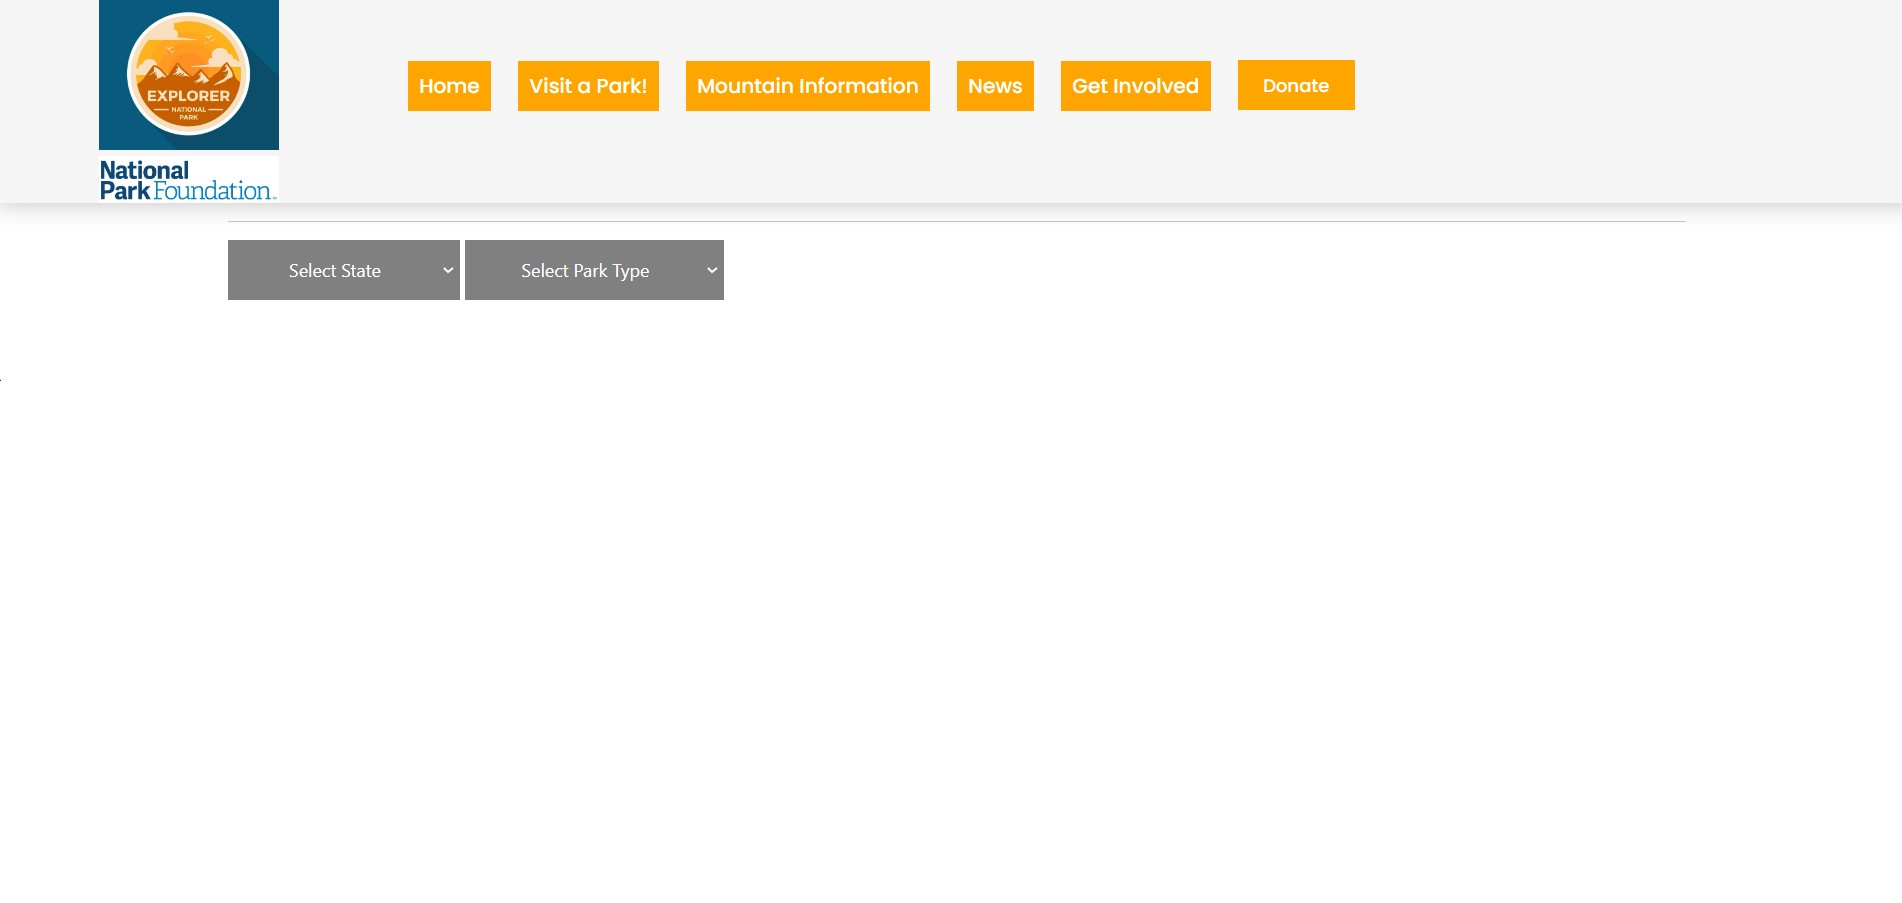 EXPLORER
NATIONAL
PARK
National
Park Foundation
Home
Visit a Park!
Mountain Information
News
Get Involved
Donate
Select State
Select Park Type